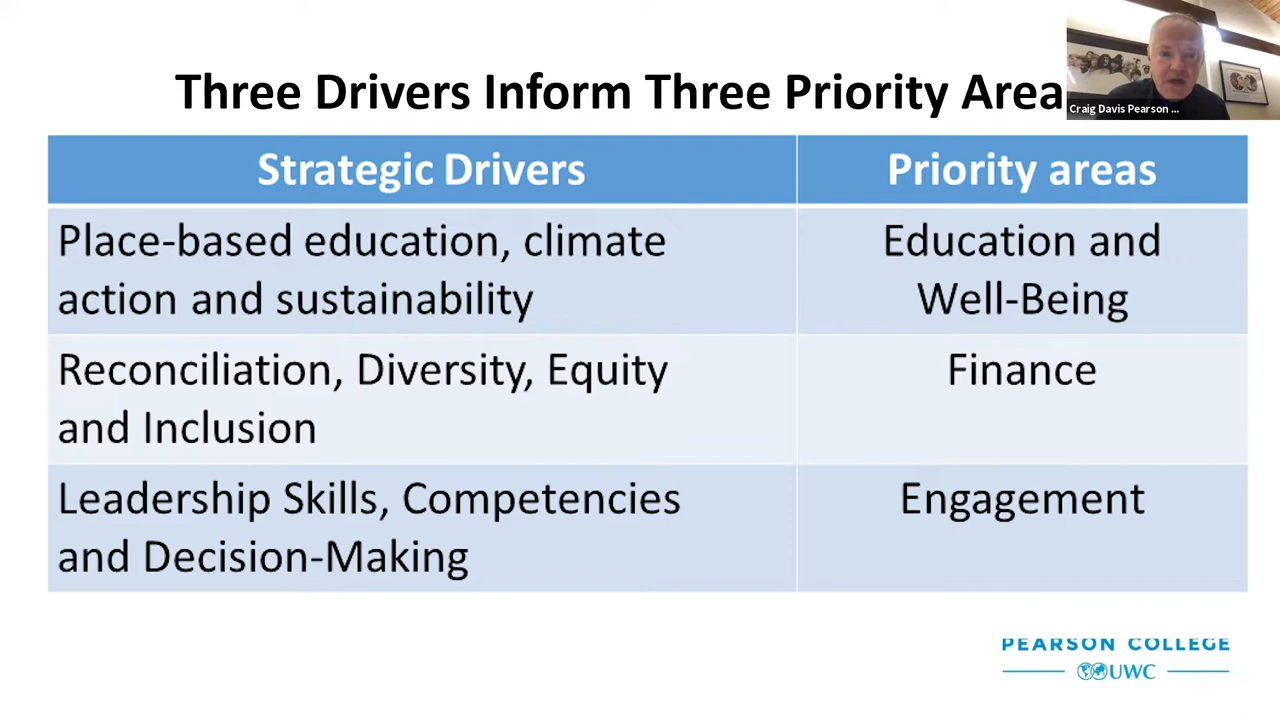 Three Drivers Inform Three Priority Area
Craig Davis Pearson ...
Strategic Drivers
Priority areas
Place-based education, climate
action and sustainability
Education and
Well-Being
Reconciliation, Diversity, Equity
and Inclusion
Finance
Leadership Skills, Competencies
and Decision-Making
Engagement
PEARSON COLLEGE
UWC